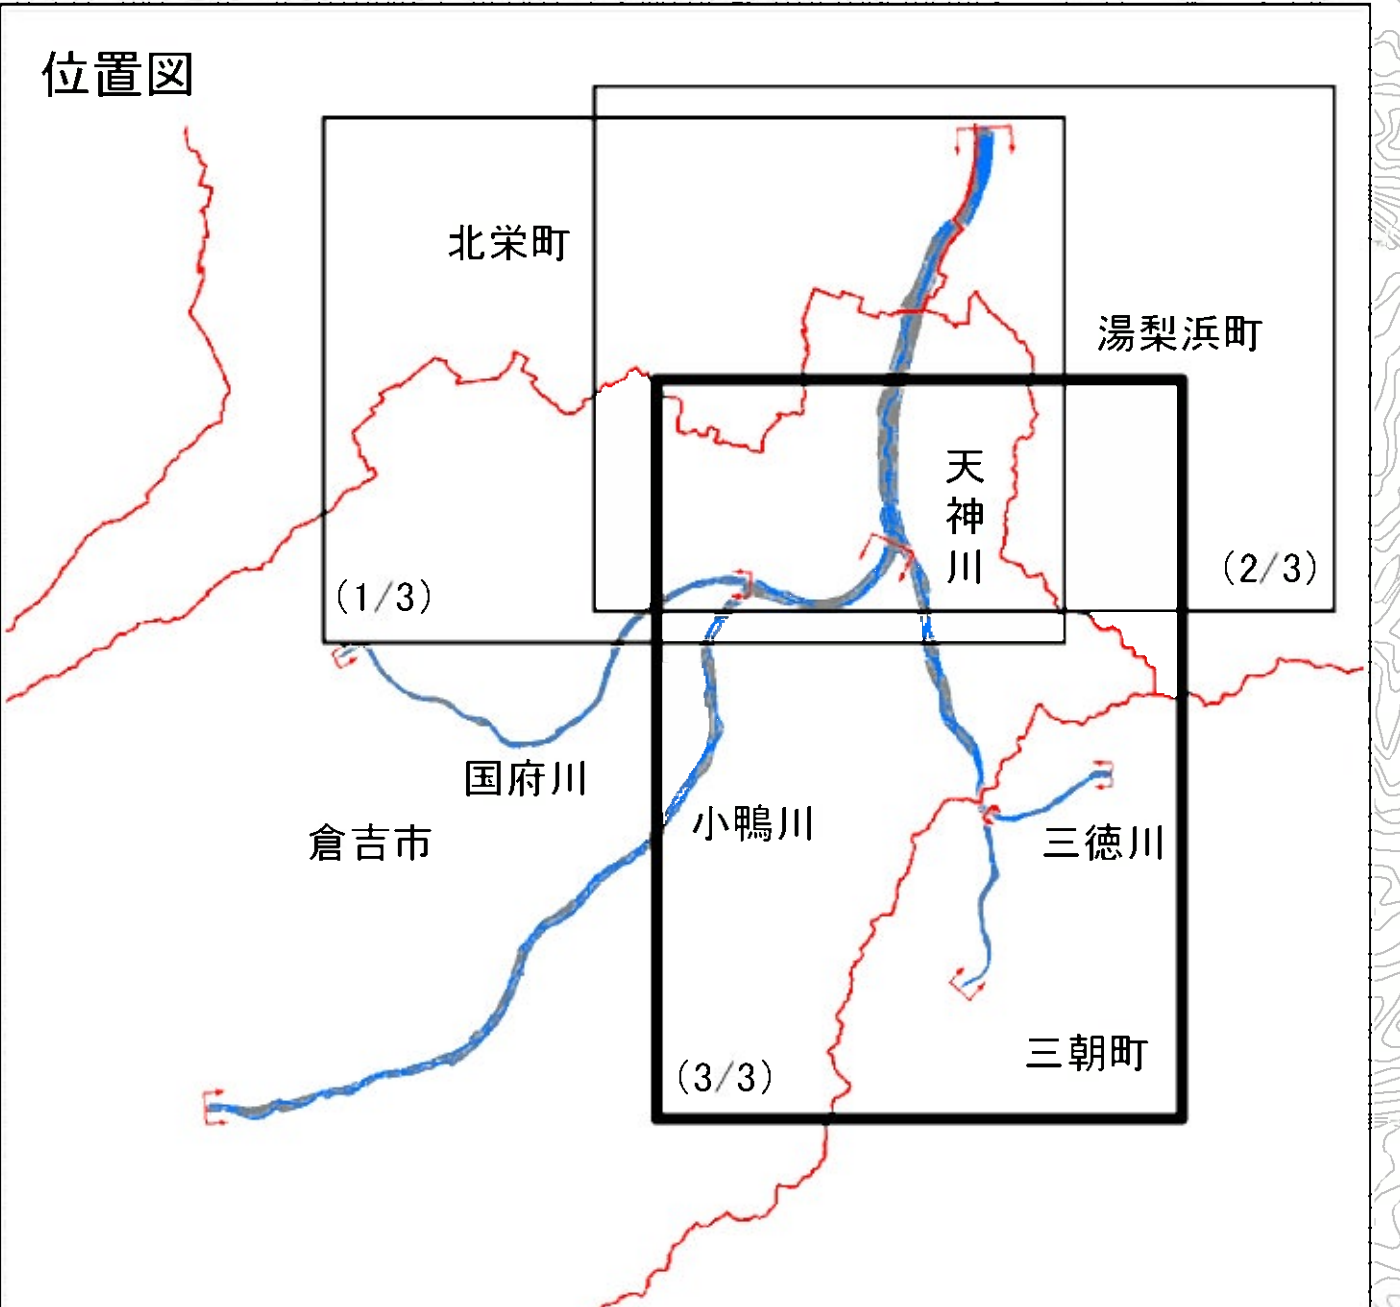 位置図
北栄町
湯梨浜町
天神川
(1/3)
(2/3)
国府川
倉吉市
小鴨川
三徳川
三朝町
(3/3)